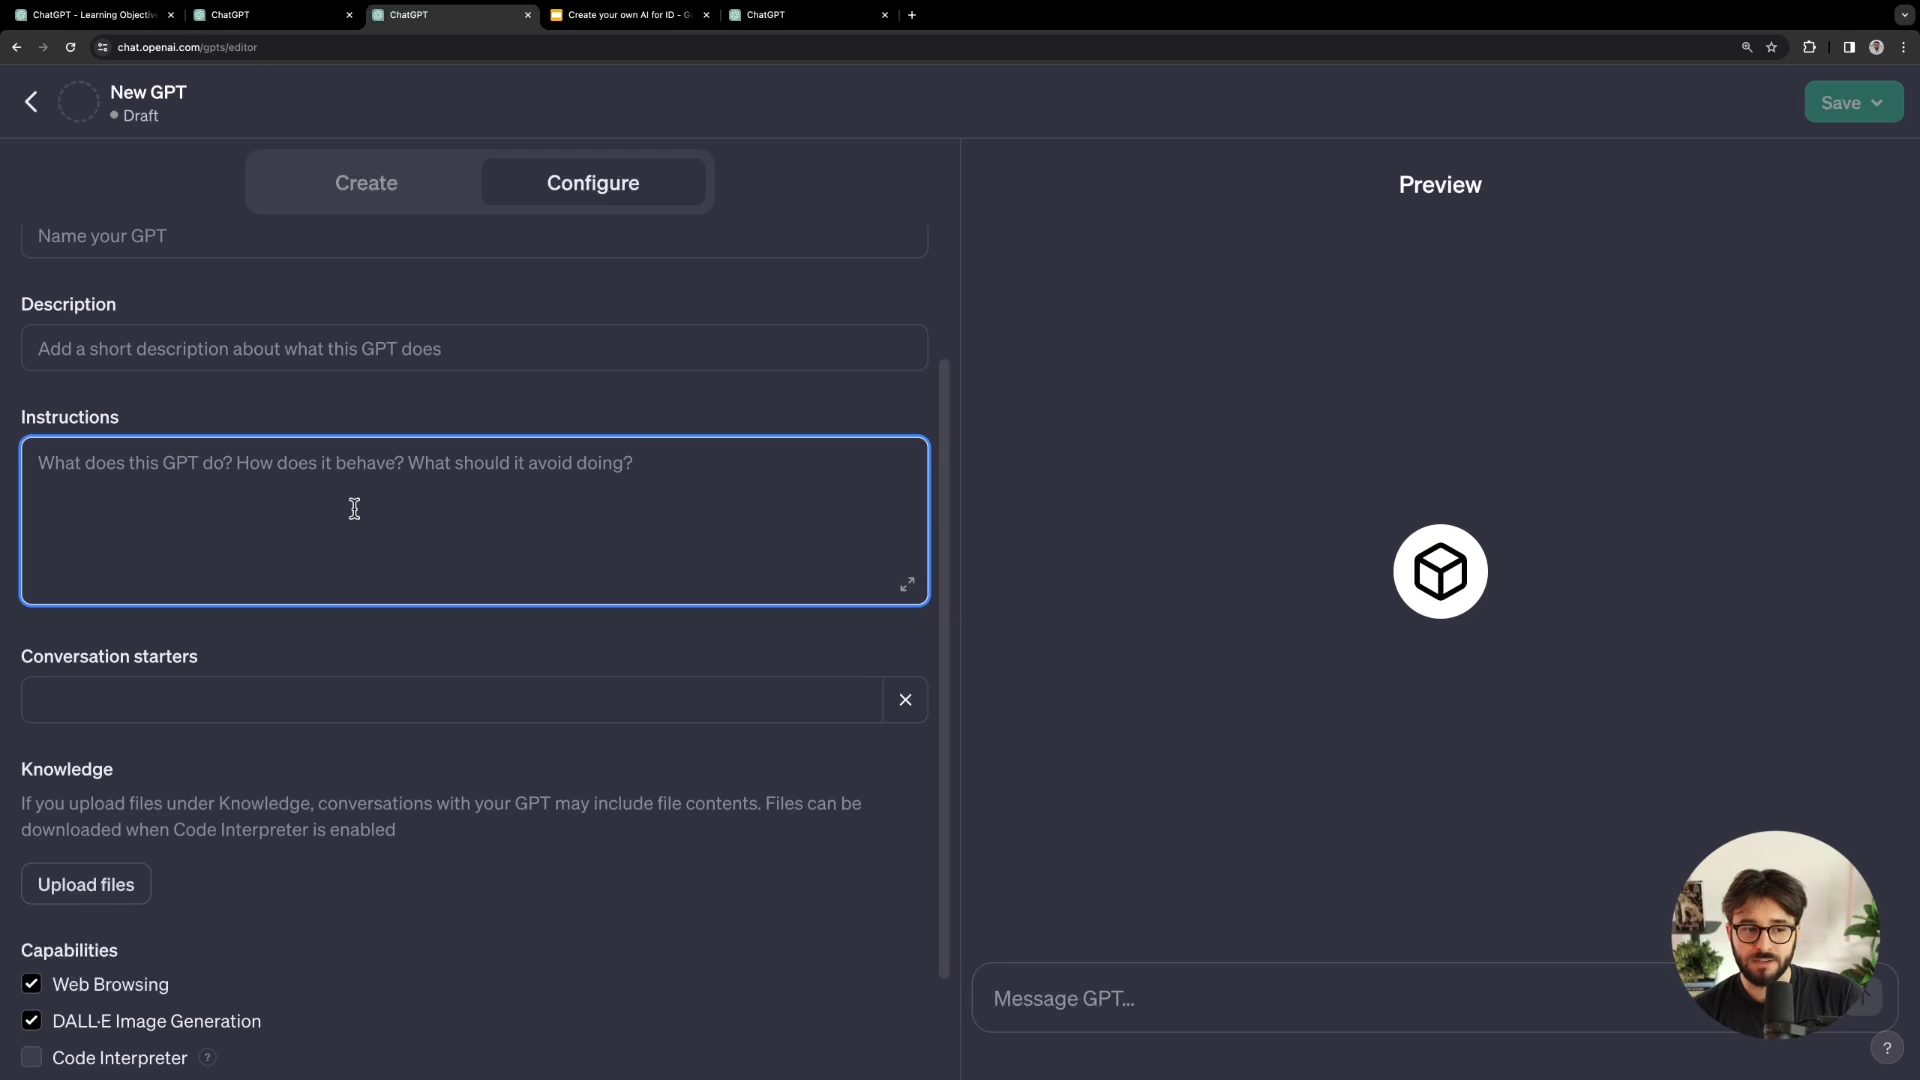 ChatGPT - Learning Objective
ChatGPT
ChatGPT
Create your own AI for ID - G
ChatGPT
chat.openai.com/gpts/editor
New GPT
Draft
Save
Create
Configure
Preview
Name your GPT
Description
Add a short description about what this GPT does
Instructions
What does this GPT do? How does it behave? What should it avoid doing?
Conversation starters
Knowledge
If you upload files under Knowledge, conversations with your GPT may include file contents. Files can be
downloaded when Code Interpreter is enabled
Upload files
Capabilities
Web Browsing
DALL·E Image Generation
Code Interpreter ?
Message GPT…
?